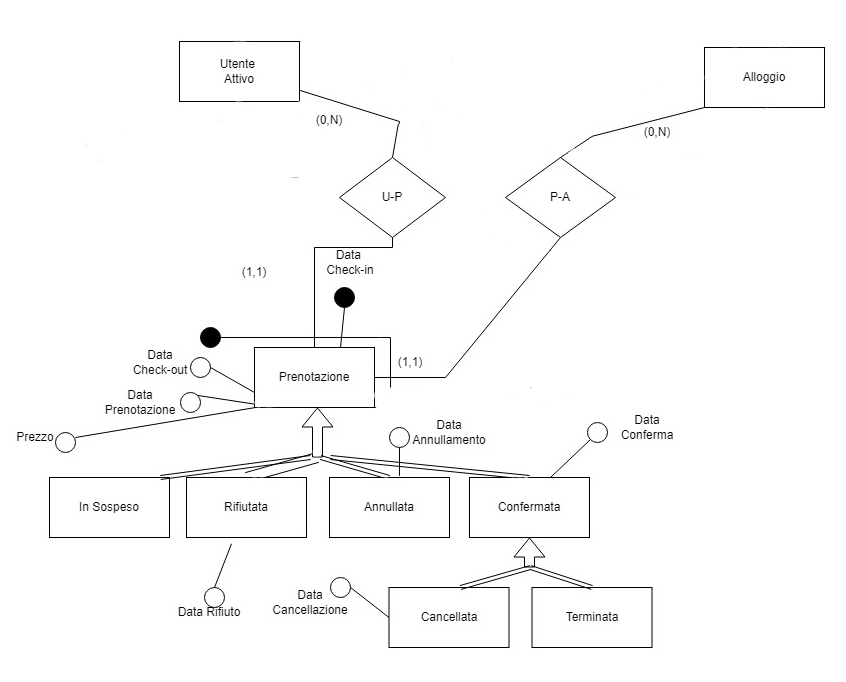 Utente
Attivo
Alloggio
(0,N)
(0,N)
U-P
P-A
Data
Check-in
(1,1)
Data
Check-out
(1,1)
Prenotazione
Data
Prenotazione
Prezzo
Data
Annullamento
Data
Conferma
In Sospeso
Rifiutata
Annullata
Confermata
Data Rifiuto
Data
Cancellazione
Cancellata
Terminata